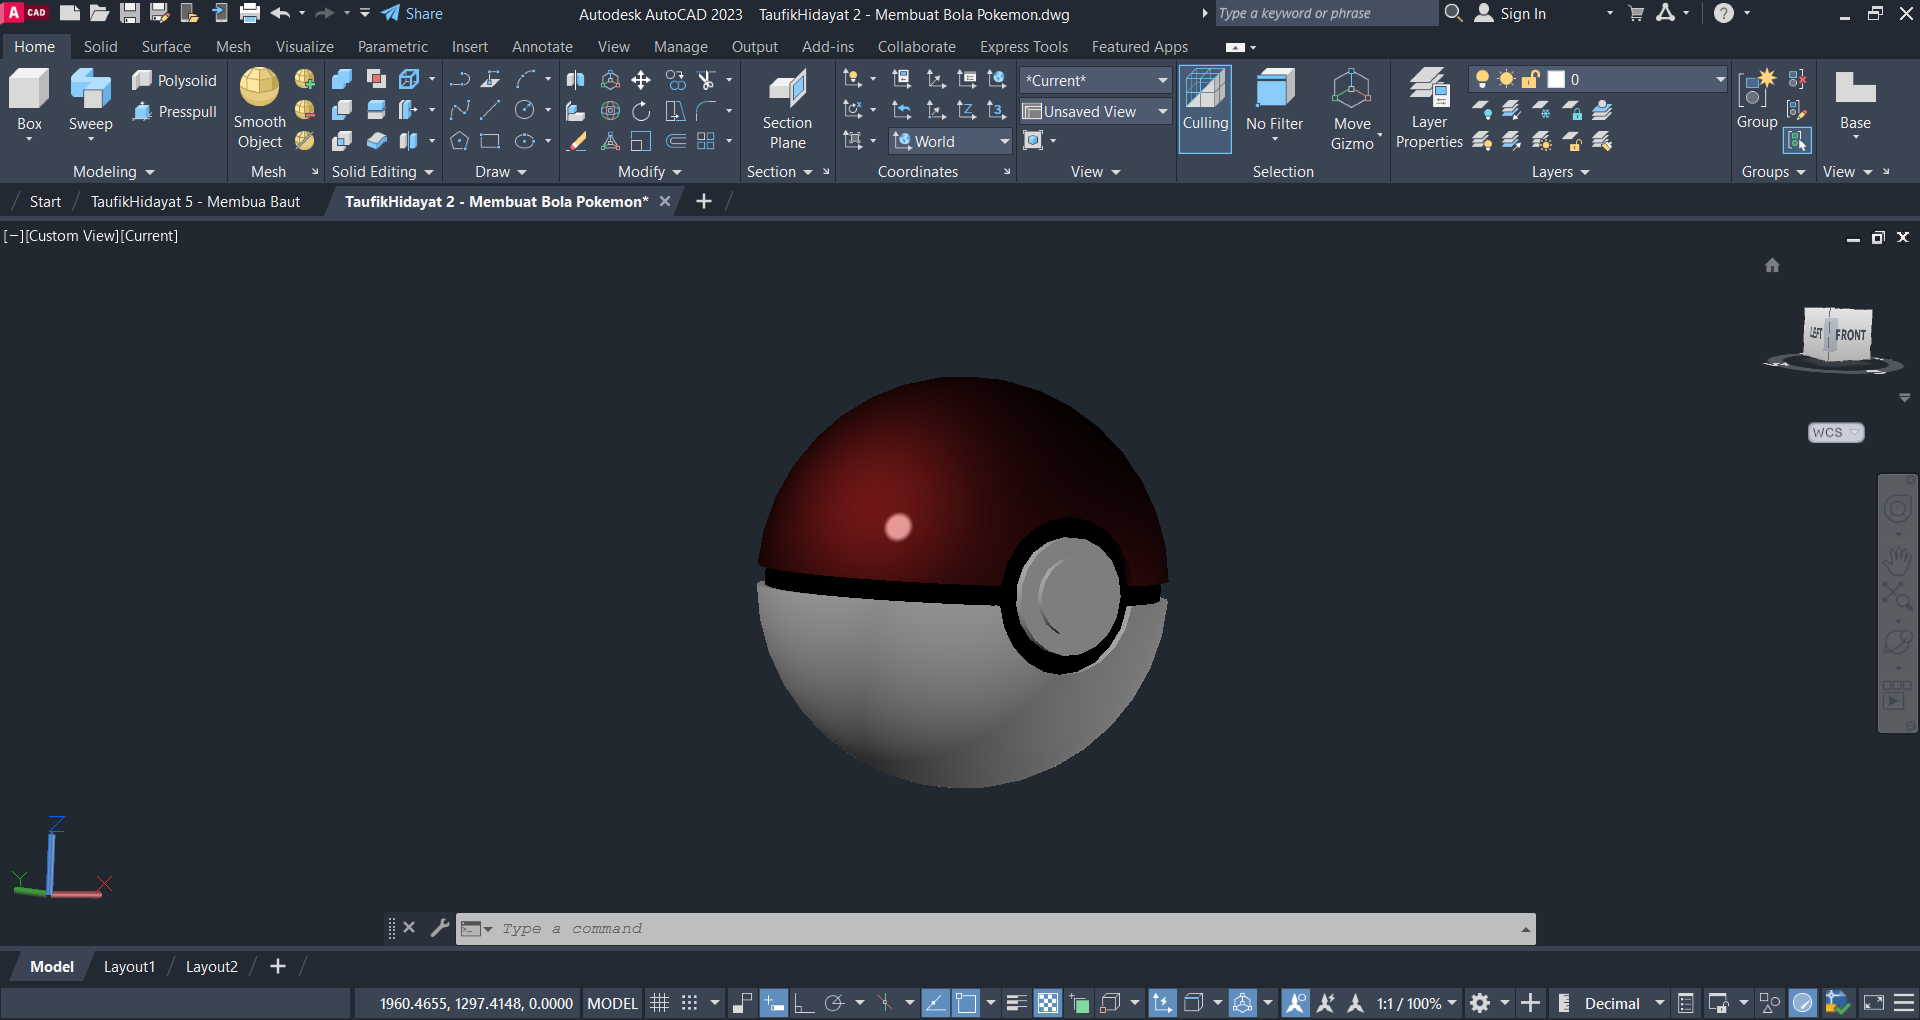 A CAD
Share
Autodesk AutoCAD 2023 TaufikHidayat 2 - Membuat Bola Pokemon.dwg
Type a keyword or phrase
Sign In
Home Solid Surface Mesh Visualize Parametric Insert Annotate View Manage Output Add-ins Collaborate Express Tools Featured Apps
Box
Sweep
Polysolid
Presspull
Smooth
Object
Section
Plane
*Current*
Unsaved View
World
Culling
No Filter
Move
Gizmo
Layer
Properties
0
Group
Base
Modeling Mesh Solid Editing Draw Modify Section Coordinates View Selection Layers Groups View
Start TaufikHidayat 5 - Membua Baut TaufikHidayat 2 - Membuat Bola Pokemon*
[−][Custom View][Current]
LEFT FRONT
WCS
Z
Y
X
Type a command
Model Layout1 Layout2
1960.4655, 1297.4148, 0.0000 MODEL 1:1 / 100% Decimal